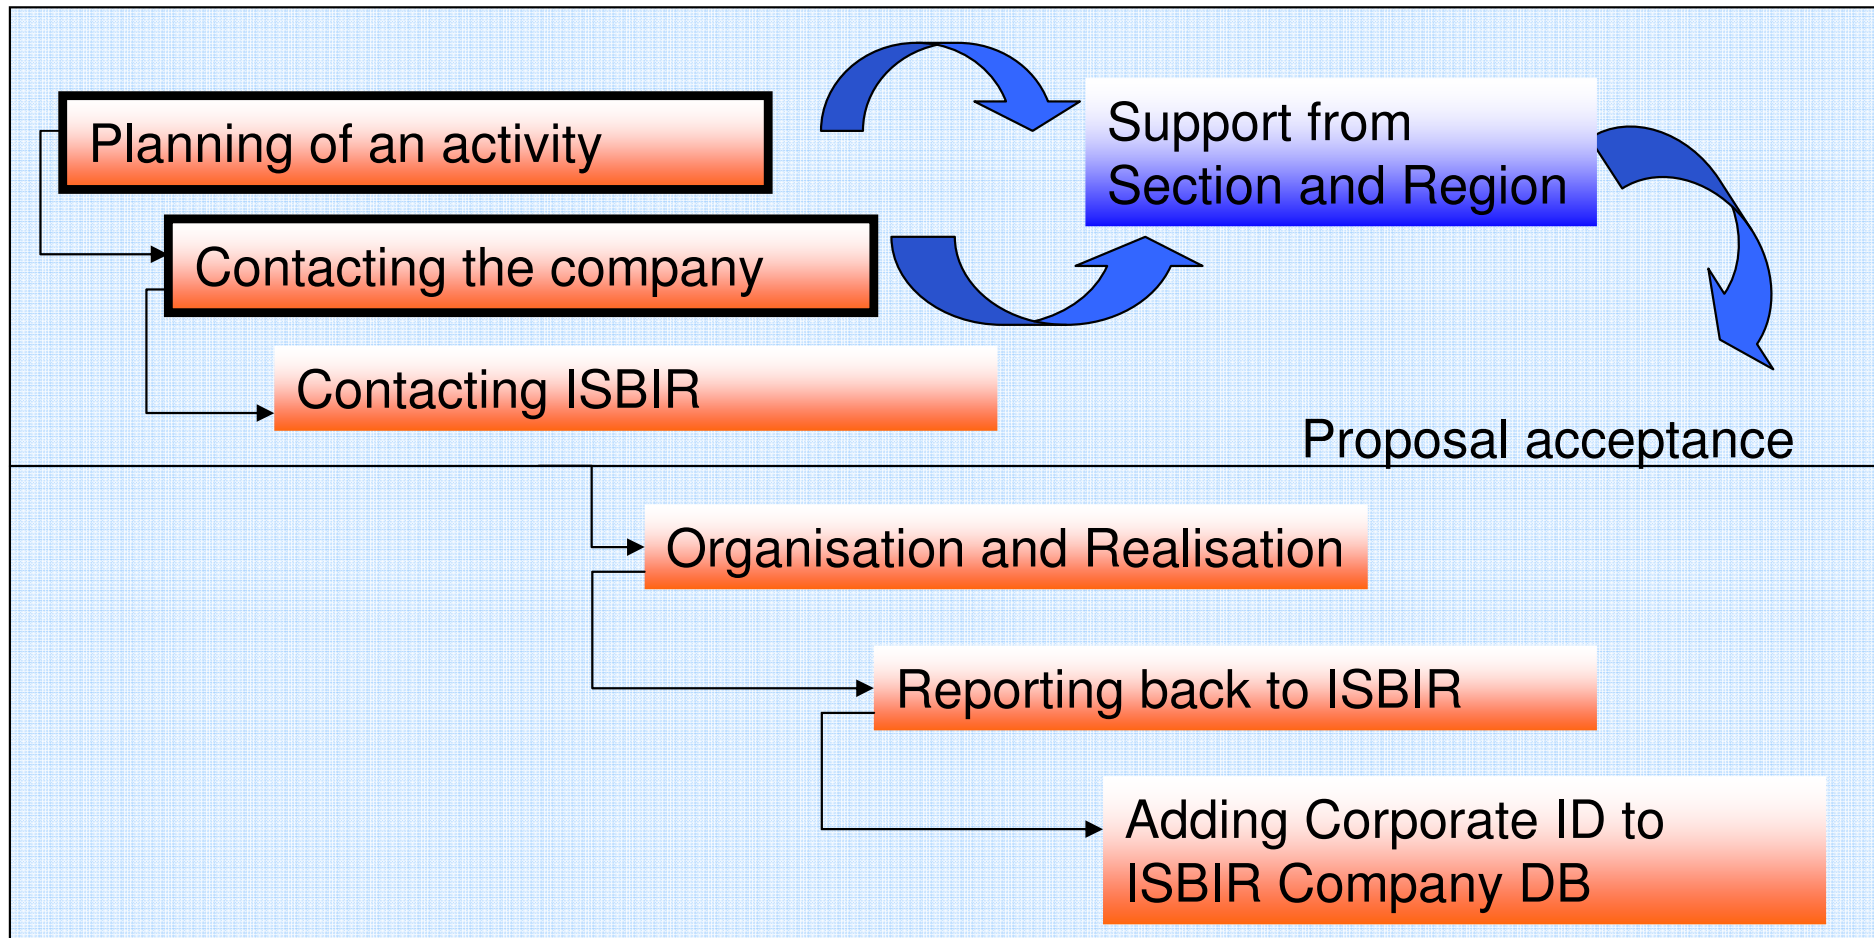 Planning of an activity
Support from
Section and Region
Contacting the company
Contacting ISBIR
Proposal acceptance
Organisation and Realisation
Reporting back to ISBIR
Adding Corporate ID to
ISBIR Company DB